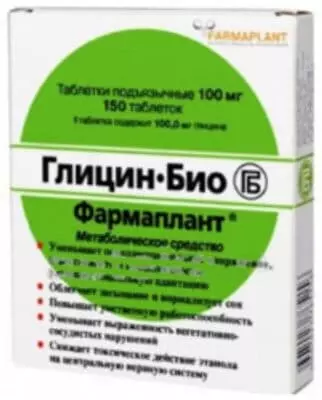 FARMAPLANT
Таблетки подъязычные 100 мг
150 таблеток
1 таблетка содержит 100,0 мг глицина
Глицин•Био ГБ
Фармаплант®
Метаболическое средство
Уменьшает
адаптацию
Облегчает засыпание и нормализует сон
Повышает умственную работоспособность
Уменьшает выраженность вегетативно-
сосудистых нарушений
Снижает токсическое действие этанола
на центральную нервную систему